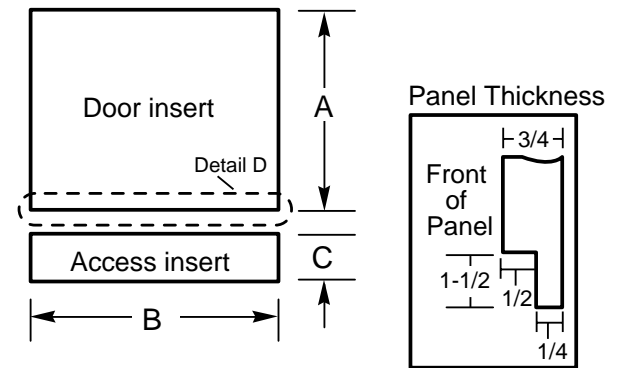 Door insert
A
Detail D
Access insert
C
B
Panel Thickness
3/4
Front
of
Panel
1-1/2
1/2
1/4